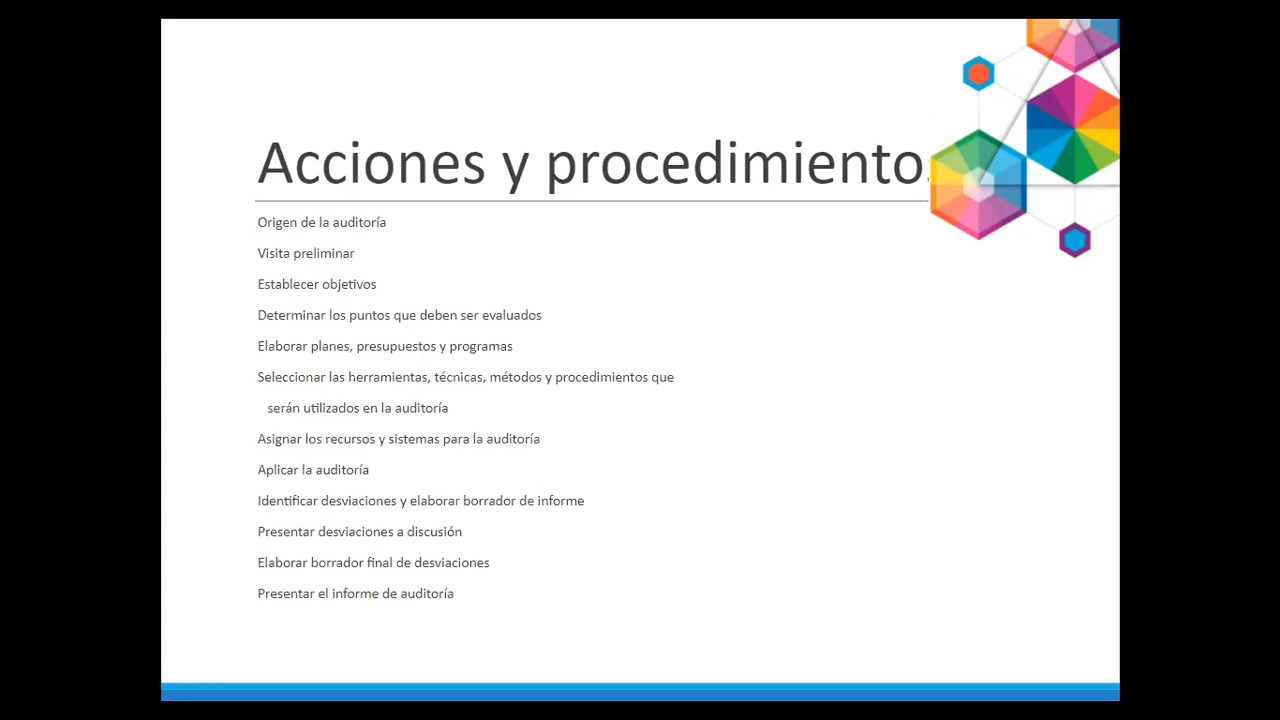 Acciones y procedimientos
Origen de la auditoría
Visita preliminar
Establecer objetivos
Determinar los puntos que deben ser evaluados
Elaborar planes, presupuestos y programas
Seleccionar las herramientas, técnicas, métodos y procedimientos que
serán utilizados en la auditoría
Asignar los recursos y sistemas para la auditoría
Aplicar la auditoría
Identificar desviaciones y elaborar borrador de informe
Presentar desviaciones a discusión
Elaborar borrador final de desviaciones
Presentar el informe de auditoría